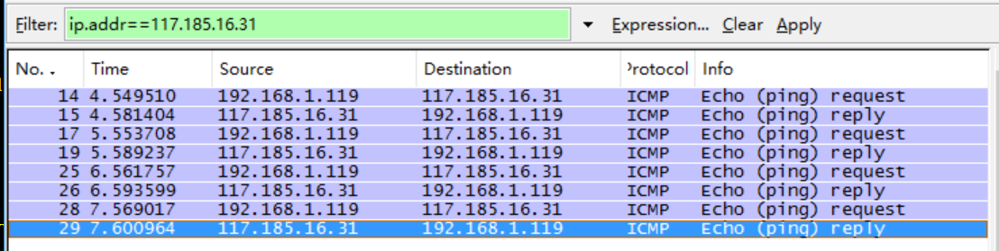 Filter: ip.addr==117.185.16.31 Expression... Clear Apply
No. Time Source Destination Protocol Info
14 4.549510 192.168.1.119 117.185.16.31 ICMP Echo (ping) request
15 4.581404 117.185.16.31 192.168.1.119 ICMP Echo (ping) reply
17 5.553708 192.168.1.119 117.185.16.31 ICMP Echo (ping) request
19 5.589237 117.185.16.31 192.168.1.119 ICMP Echo (ping) reply
25 6.561757 192.168.1.119 117.185.16.31 ICMP Echo (ping) request
26 6.593599 117.185.16.31 192.168.1.119 ICMP Echo (ping) reply
28 7.569017 192.168.1.119 117.185.16.31 ICMP Echo (ping) request
29 7.600964 117.185.16.31 192.168.1.119 ICMP Echo (ping) reply